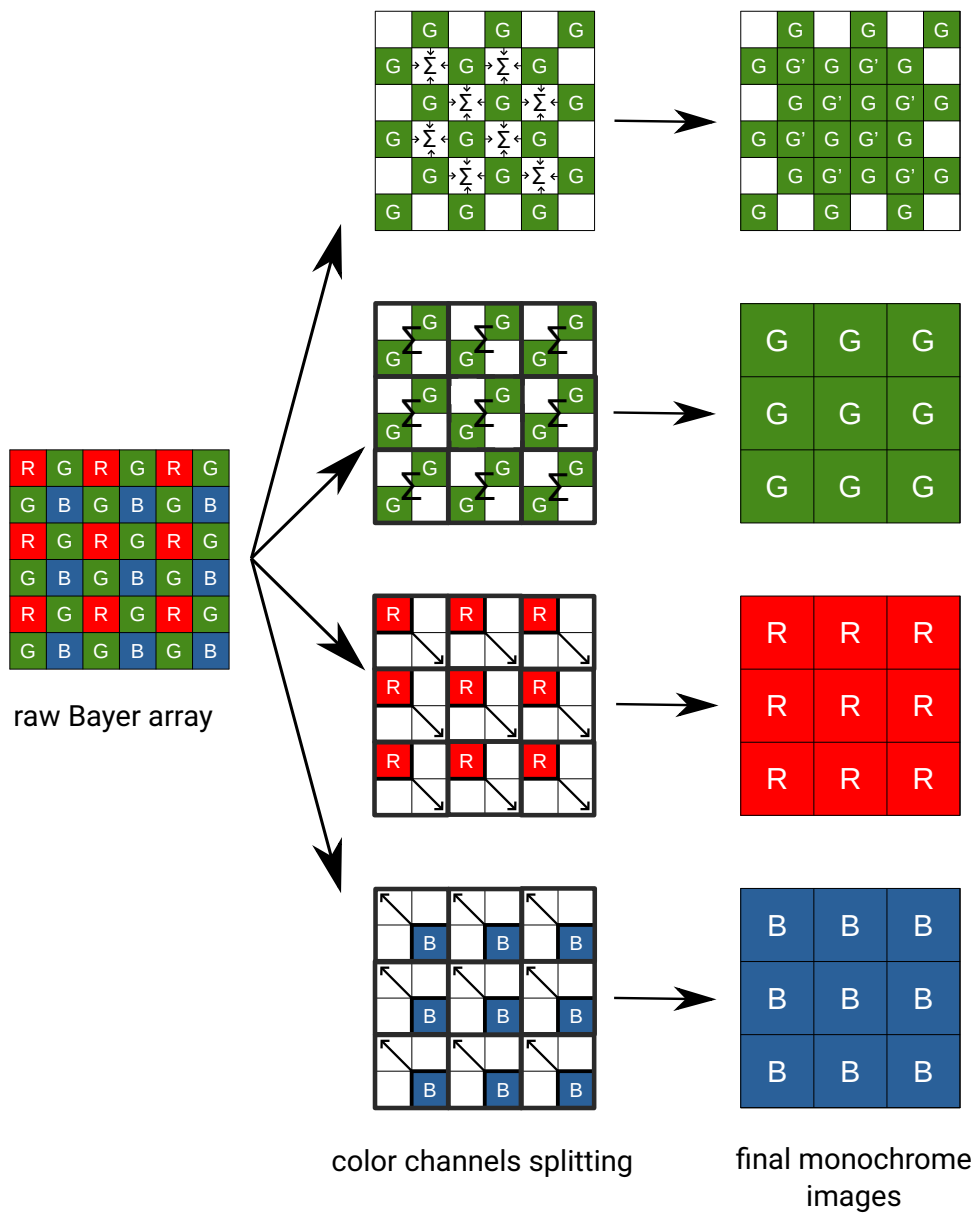 R G R G R G
G B G B G B
R G R G R G
G B G B G B
R G R G R G
G B G B G B
raw Bayer array
G G G
G Σ G Σ G
G Σ G Σ G
G Σ G Σ G
G Σ G Σ G
G G G
G G G
G G’ G G’ G
G G’ G G’ G
G G’ G G’ G
G G’ G G’ G
G G G
G G G
Σ Σ Σ
G G G
G G G
Σ Σ Σ
G G G
G G G
Σ Σ Σ
G G G
G G G
G G G
G G G
R R R
R R R
R R R
R R R
R R R
R R R
B B B
B B B
B B B
B B B
B B B
B B B
color channels splitting
final monochrome
images